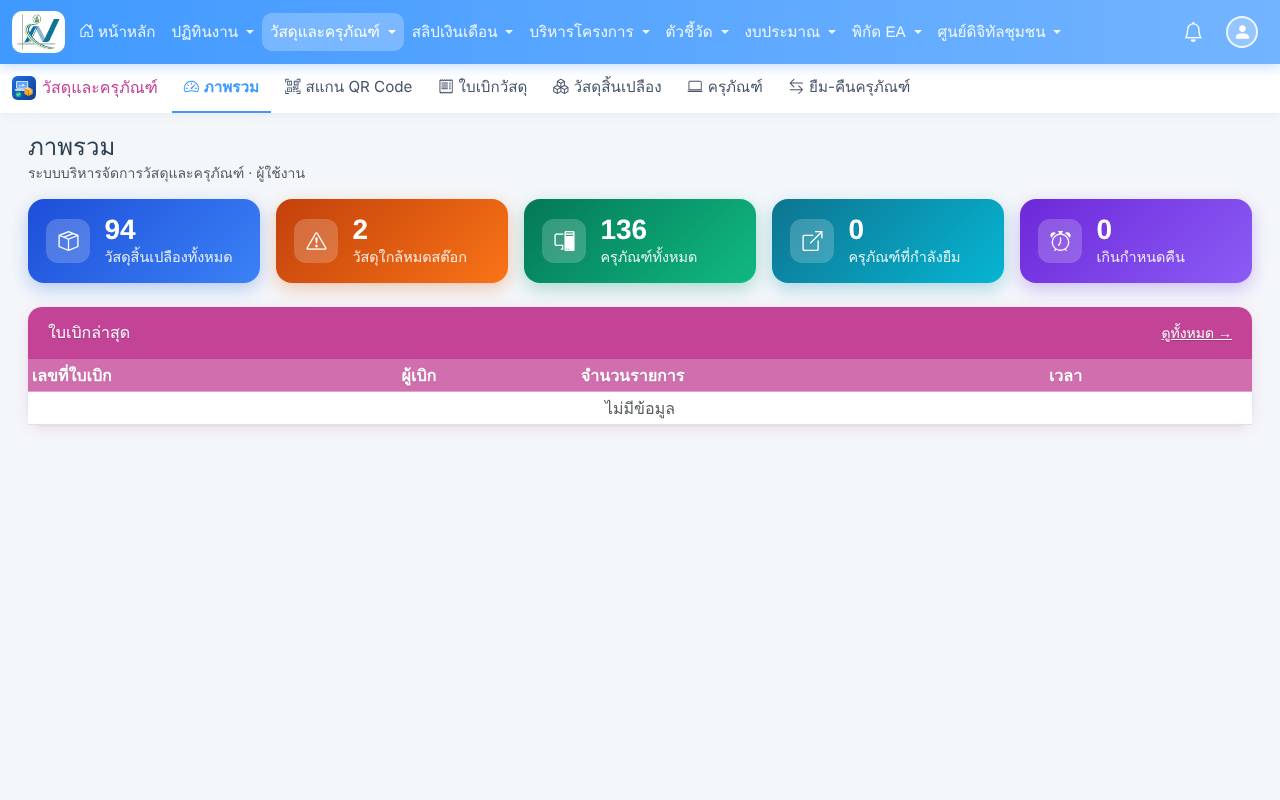 หน้าหลัก ปฏิทินงาน วัสดุและครุภัณฑ์ สลิปเงินเดือน บริหารโครงการ ตัวชี้วัด งบประมาณ พิกัด EA ศูนย์ดิจิทัลชุมชน
วัสดุและครุภัณฑ์ ภาพรวม สแกน QR Code ใบเบิกวัสดุ วัสดุสิ้นเปลือง ครุภัณฑ์ ยืม-คืนครุภัณฑ์
ภาพรวม
ระบบบริหารจัดการวัสดุและครุภัณฑ์ · ผู้ใช้งาน
94
วัสดุสิ้นเปลืองทั้งหมด
2
วัสดุใกล้หมดสต๊อก
136
ครุภัณฑ์ทั้งหมด
0
ครุภัณฑ์ที่กำลังยืม
0
เกินกำหนดคืน
ใบเบิกล่าสุด ดูทั้งหมด →
เลขที่ใบเบิก ผู้เบิก จำนวนรายการ เวลา
ไม่มีข้อมูล